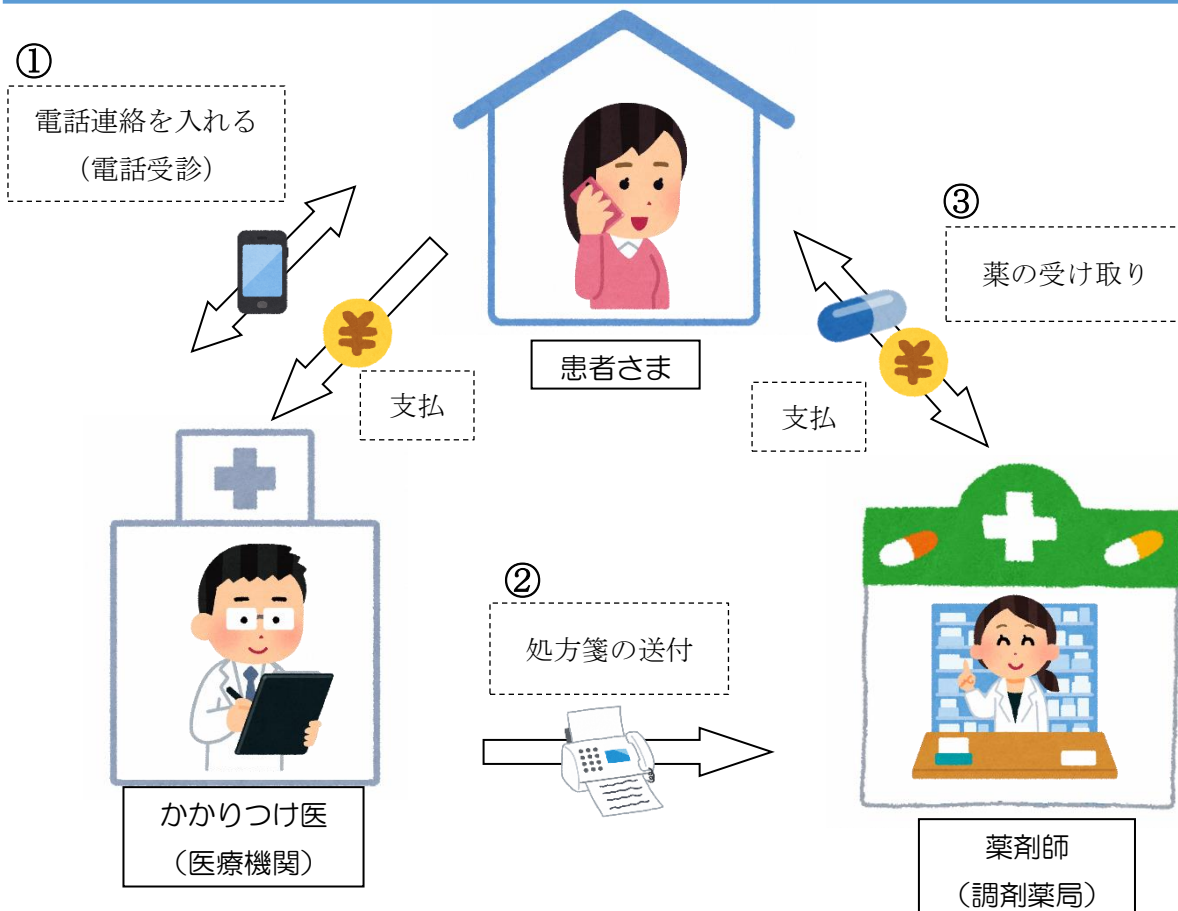 ①
電話連絡を入れる
（電話受診）
③
薬の受け取り
¥
支払
患者さま
¥
支払
②
処方箋の送付
かかりつけ医
（医療機関）
薬剤師
（調剤薬局）